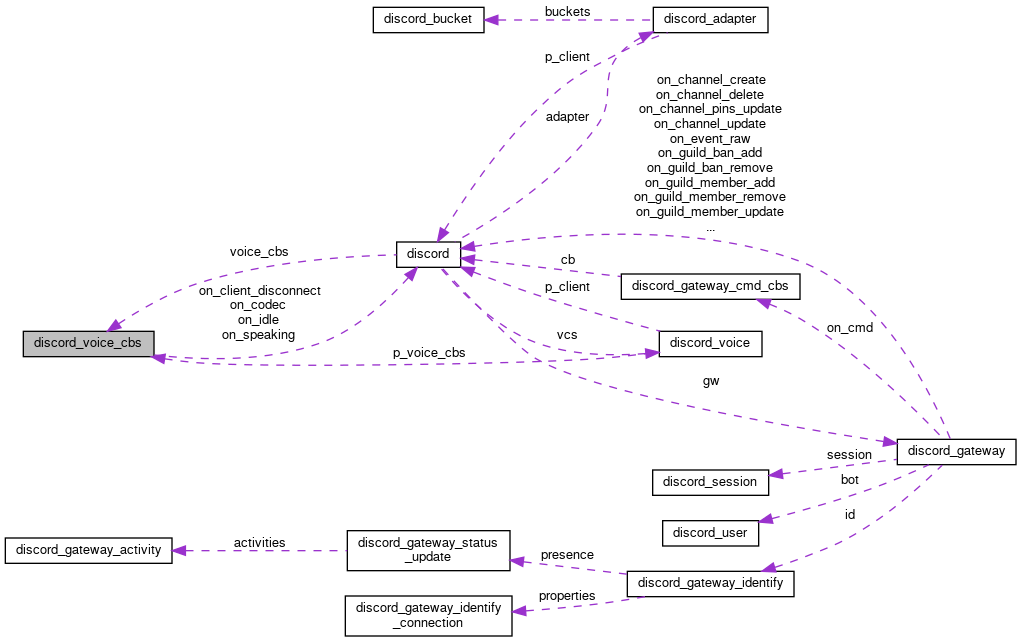 discord_bucket
buckets
discord_adapter
p_client
adapter
on_channel_create
on_channel_delete
on_channel_pins_update
on_channel_update
on_event_raw
on_guild_ban_add
on_guild_ban_remove
on_guild_member_add
on_guild_member_remove
on_guild_member_update
...
discord
voice_cbs
cb
discord_gateway_cmd_cbs
p_client
on_client_disconnect
on_codec
on_idle
on_speaking
on_cmd
discord_voice_cbs
vcs
discord_voice
p_voice_cbs
gw
discord_gateway
session
discord_session
bot
id
discord_user
discord_gateway_activity
activities
discord_gateway_status
_update
presence
discord_gateway_identify
properties
discord_gateway_identify
_connection